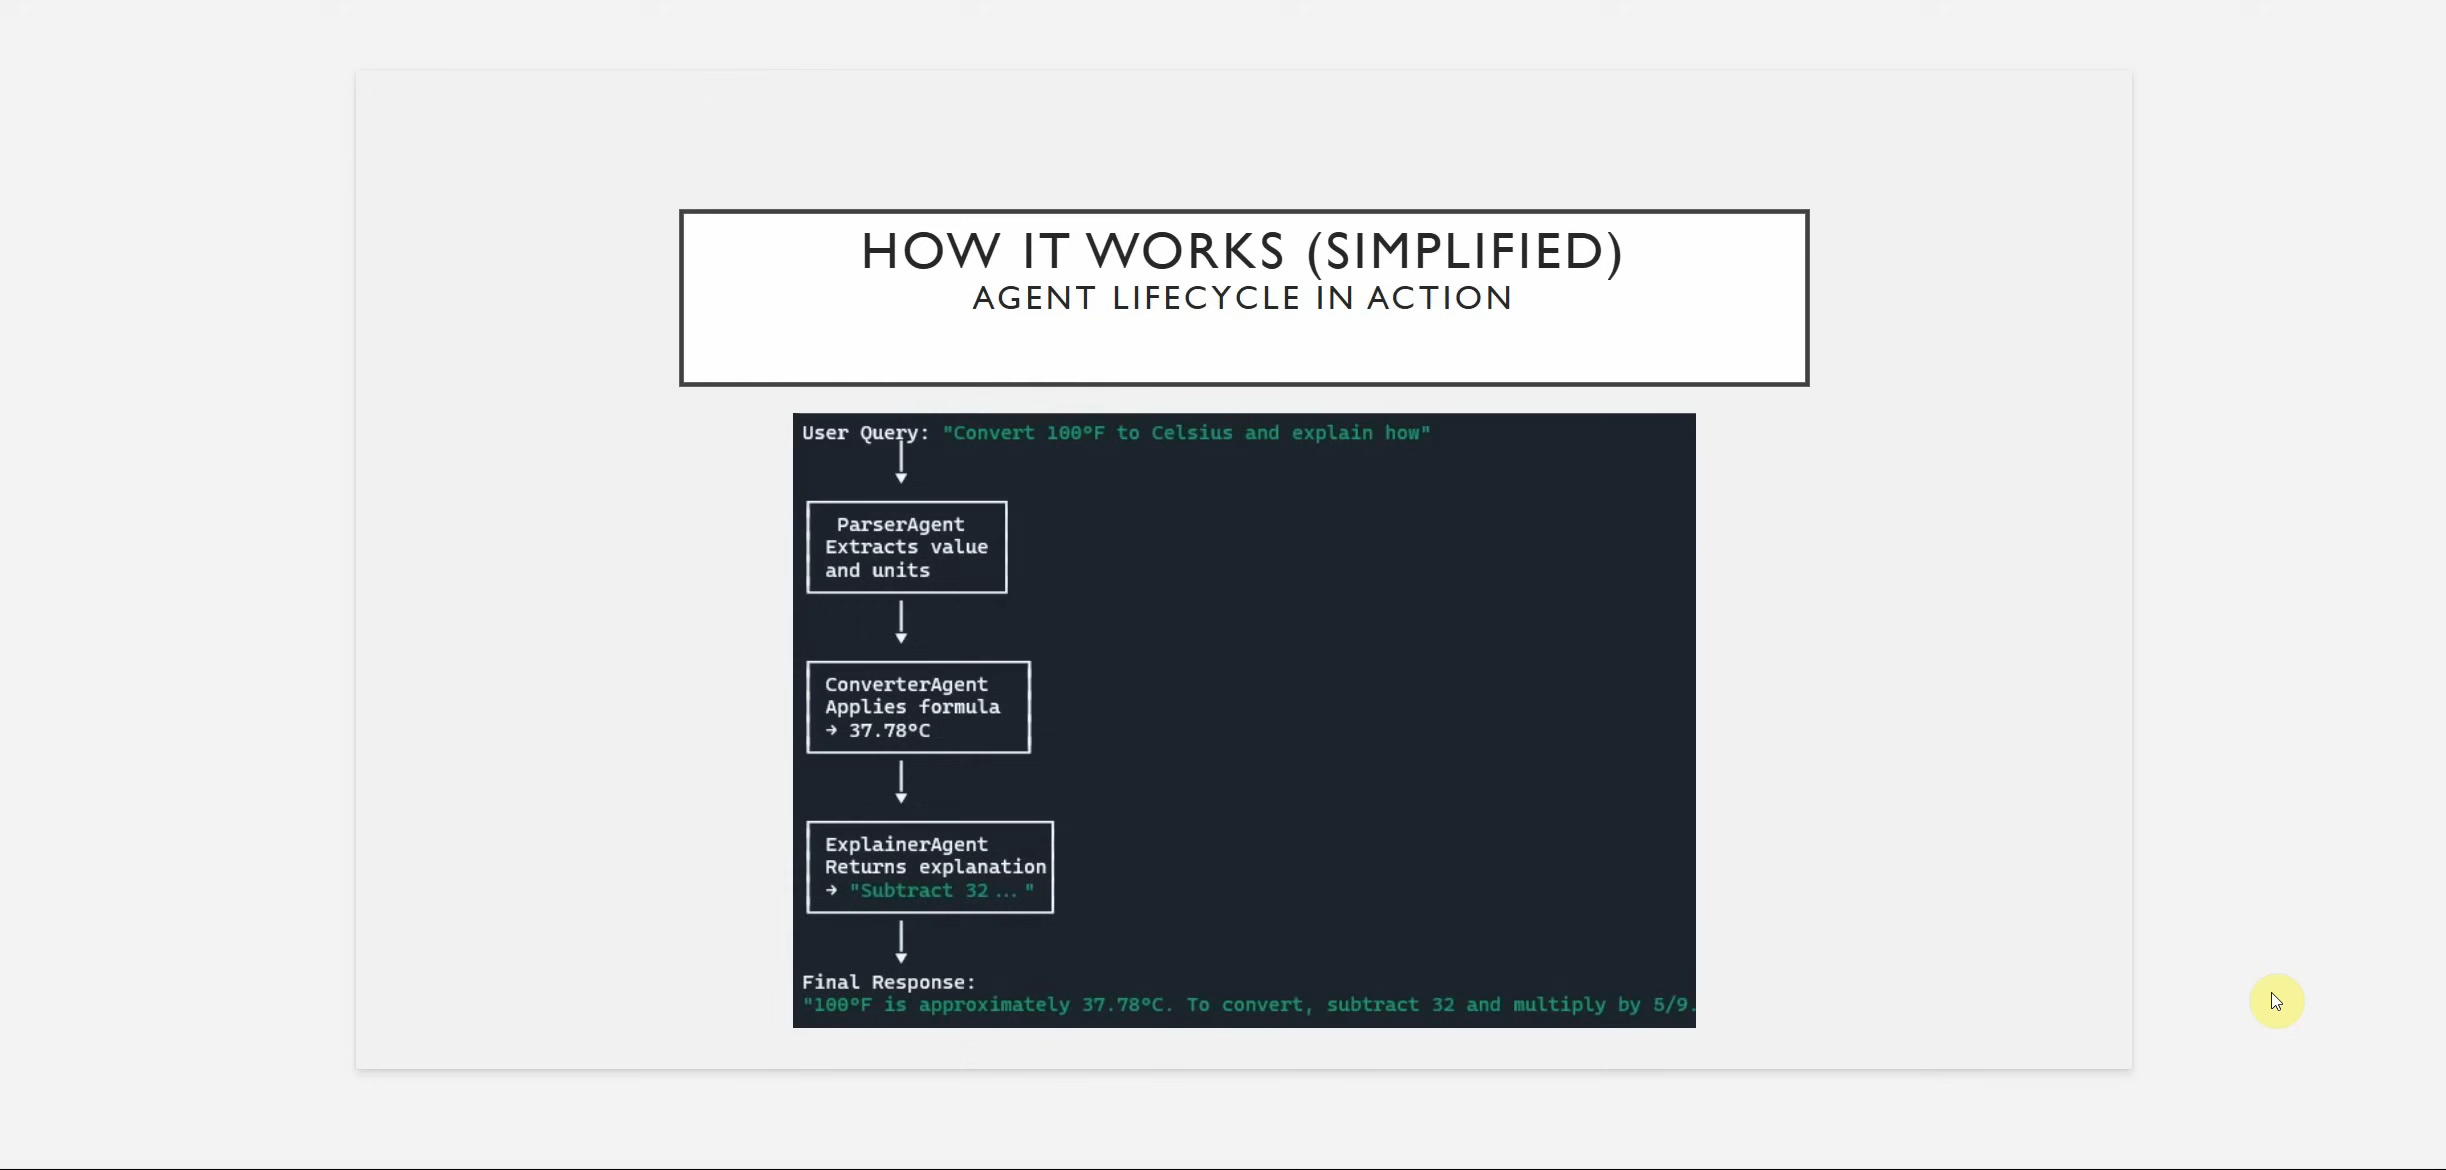 HOW IT WORKS (SIMPLIFIED)
AGENT LIFECYCLE IN ACTION
User Query: "Convert 100°F to Celsius and explain how"
ParserAgent
Extracts value
and units
ConverterAgent
Applies formula
→ 37.78°C
ExplainerAgent
Returns explanation
→ "Subtract 32..."
Final Response:
"100°F is approximately 37.78°C. To convert, subtract 32 and multiply by 5/9.